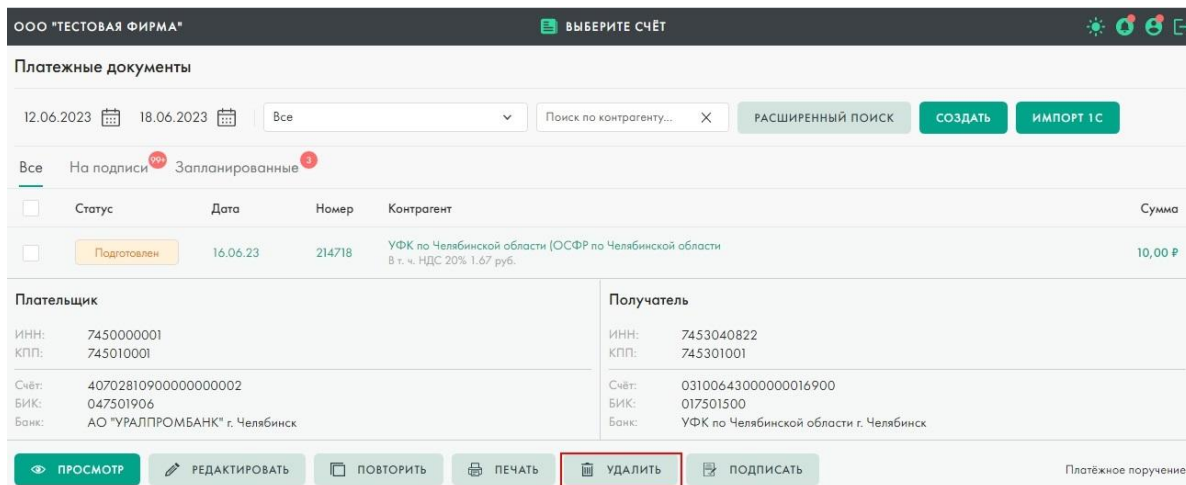 ООО "ТЕСТОВАЯ ФИРМА" ВЫБЕРИТЕ СЧЁТ
Платежные документы
12.06.2023 18.06.2023 Все Поиск по контрагенту... РАСШИРЕННЫЙ ПОИСК СОЗДАТЬ ИМПОРТ 1С
Все На подписи 99+ Запланированные 3
Статус Дата Номер Контрагент Сумма
Подготовлен 16.06.23 214718 УФК по Челябинской области (ОСФР по Челябинской области 10,00 ₽
В т. ч. НДС 20% 1.67 руб.
Плательщик Получатель
ИНН: 7450000001 ИНН: 7453040822
КПП: 745010001 КПП: 745301001
Счёт: 40702810900000000002 Счёт: 03100643000000016900
БИК: 047501906 БИК: 017501500
Банк: АО "УРАЛПРОМБАНК" г. Челябинск Банк: УФК по Челябинской области г. Челябинск
ПРОСМОТР РЕДАКТИРОВАТЬ ПОВТОРИТЬ ПЕЧАТЬ УДАЛИТЬ ПОДПИСАТЬ Платёжное поручение